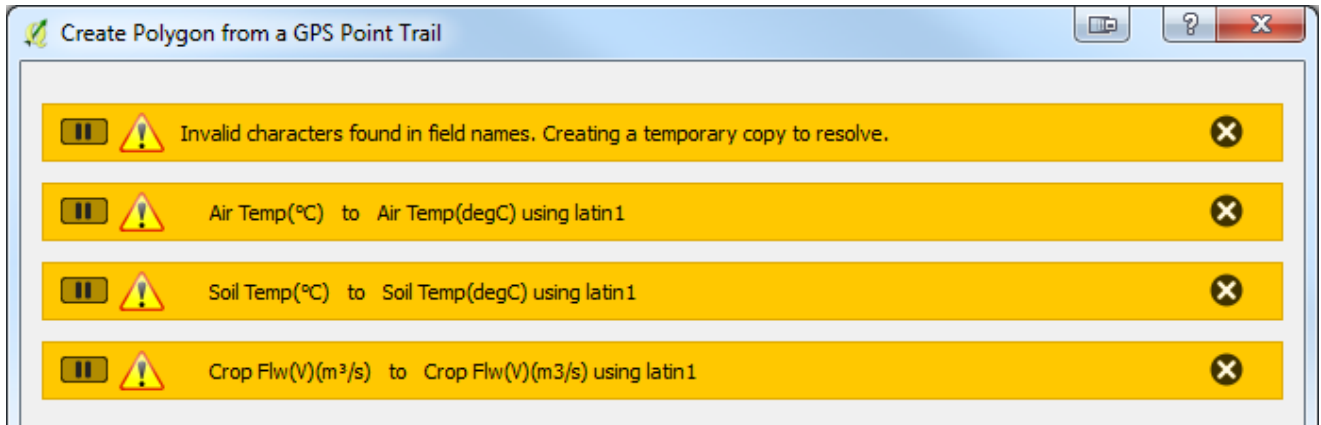 Create Polygon from a GPS Point Trail
Invalid characters found in field names. Creating a temporary copy to resolve.
Air Temp(°C) to Air Temp(degC) using latin1
Soil Temp(°C) to Soil Temp(degC) using latin1
Crop Flw(V)(m³/s) to Crop Flw(V)(m3/s) using latin1